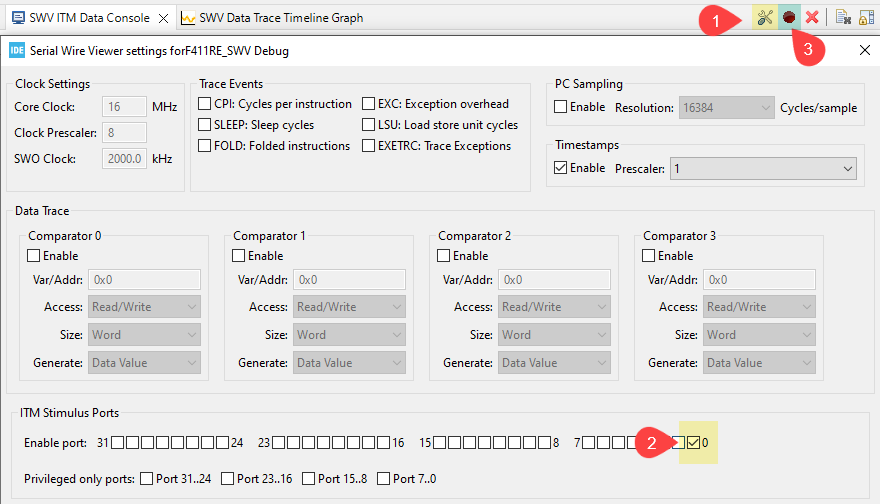 SWV ITM Data Console SWV Data Trace Timeline Graph 1 3
IDE Serial Wire Viewer settings forF411RE_SWV Debug
Clock Settings Trace Events PC Sampling
Core Clock: 16 MHz CPI: Cycles per instruction EXC: Exception overhead Enable Resolution: 16384 Cycles/sample
Clock Prescaler: 8 SLEEP: Sleep cycles LSU: Load store unit cycles
SWO Clock: 2000.0 kHz FOLD: Folded instructions EXETRC: Trace Exceptions
Timestamps
Enable Prescaler: 1
Data Trace
Comparator 0 Comparator 1 Comparator 2 Comparator 3
Enable Enable Enable Enable
Var/Addr: 0x0 Var/Addr: 0x0 Var/Addr: 0x0 Var/Addr: 0x0
Access: Read/Write Access: Read/Write Access: Read/Write Access: Read/Write
Size: Word Size: Word Size: Word Size: Word
Generate: Data Value Generate: Data Value Generate: Data Value Generate: Data Value
ITM Stimulus Ports
Enable port: 31 24 23 16 15 8 7 2 0
Privileged only ports: Port 31..24 Port 23..16 Port 15..8 Port 7..0